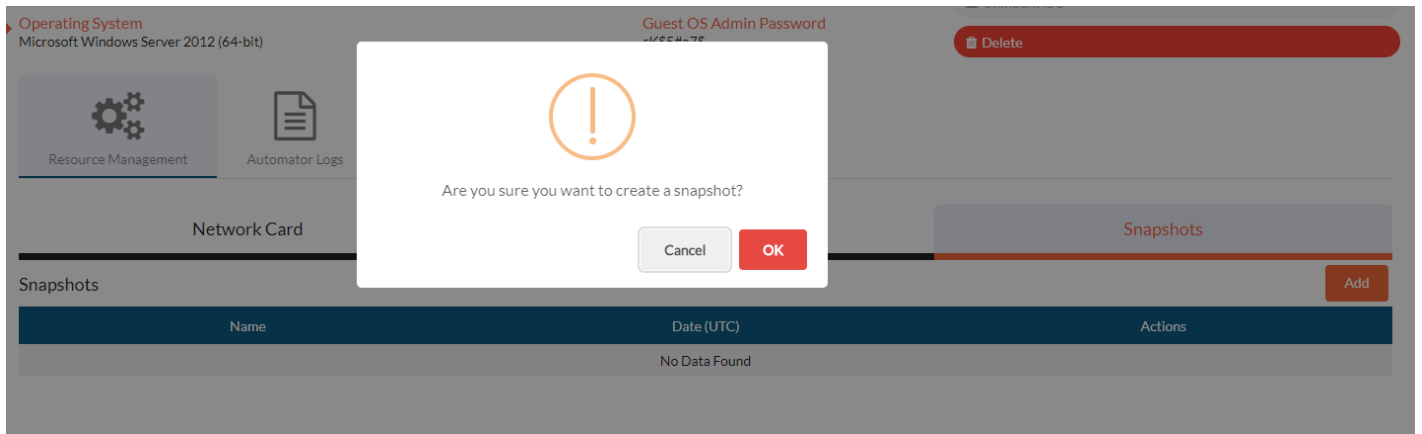 Operating System
Microsoft Windows Server 2012 (64-bit)
Guest OS Admin Password
Delete
Resource Management
Automator Logs
Are you sure you want to create a snapshot?
Cancel
OK
Network Card
Snapshots
Snapshots
Add
Name
Date (UTC)
Actions
No Data Found